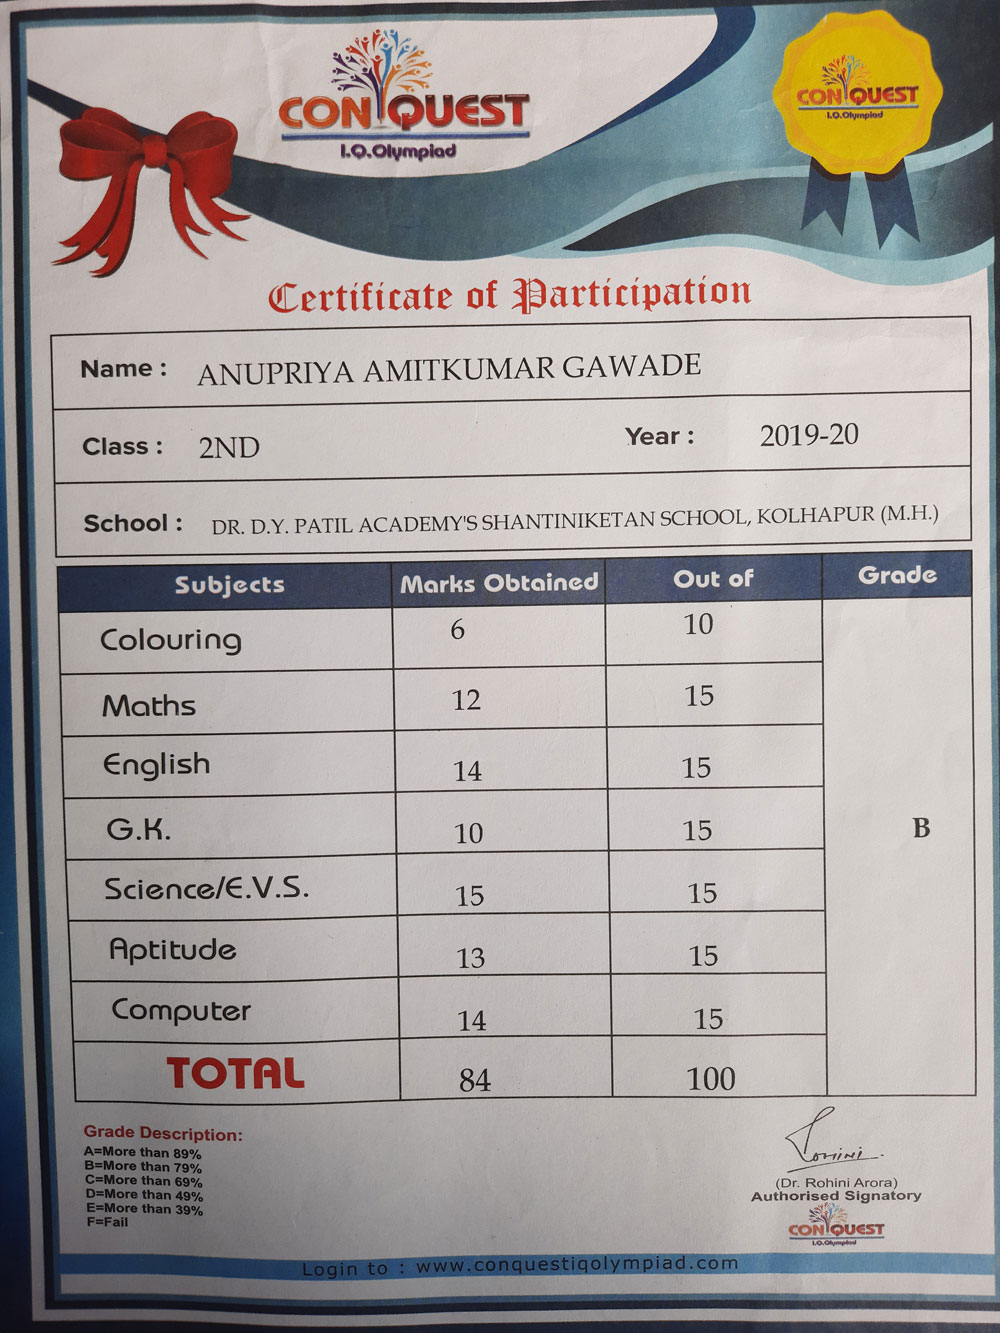 CONQUEST
I.Q.Olympiad
CONQUEST
I.Q.Olympiad
Certificate of Participation
Name : ANUPRIYA AMITKUMAR GAWADE
Class : 2ND Year : 2019-20
School : DR. D.Y. PATIL ACADEMY'S SHANTINIKETAN SCHOOL, KOLHAPUR (M.H.)
Subjects Marks Obtained Out of Grade
Colouring 6 10
Maths 12 15
English 14 15
G.K. 10 15 B
Science/E.V.S. 15 15
Aptitude 13 15
Computer 14 15
TOTAL 84 100
Grade Description:
A=More than 89%
B=More than 79%
C=More than 69%
D=More than 49%
E=More than 39%
F=Fail
Rohini
(Dr. Rohini Arora)
Authorised Signatory
CONQUEST
I.Q.Olympiad
Login to : www.conquestiqolympiad.com